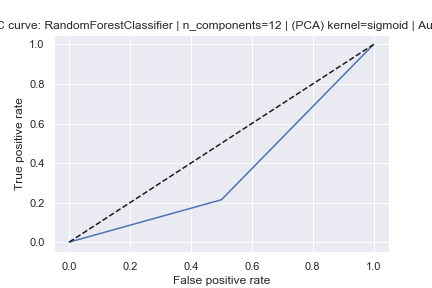 C curve: RandomForestClassifier | n_components=12 | (PCA) kernel=sigmoid | Au
1.0
0.8
0.6
0.4
0.2
0.0
True positive rate
0.0 0.2 0.4 0.6 0.8 1.0
False positive rate